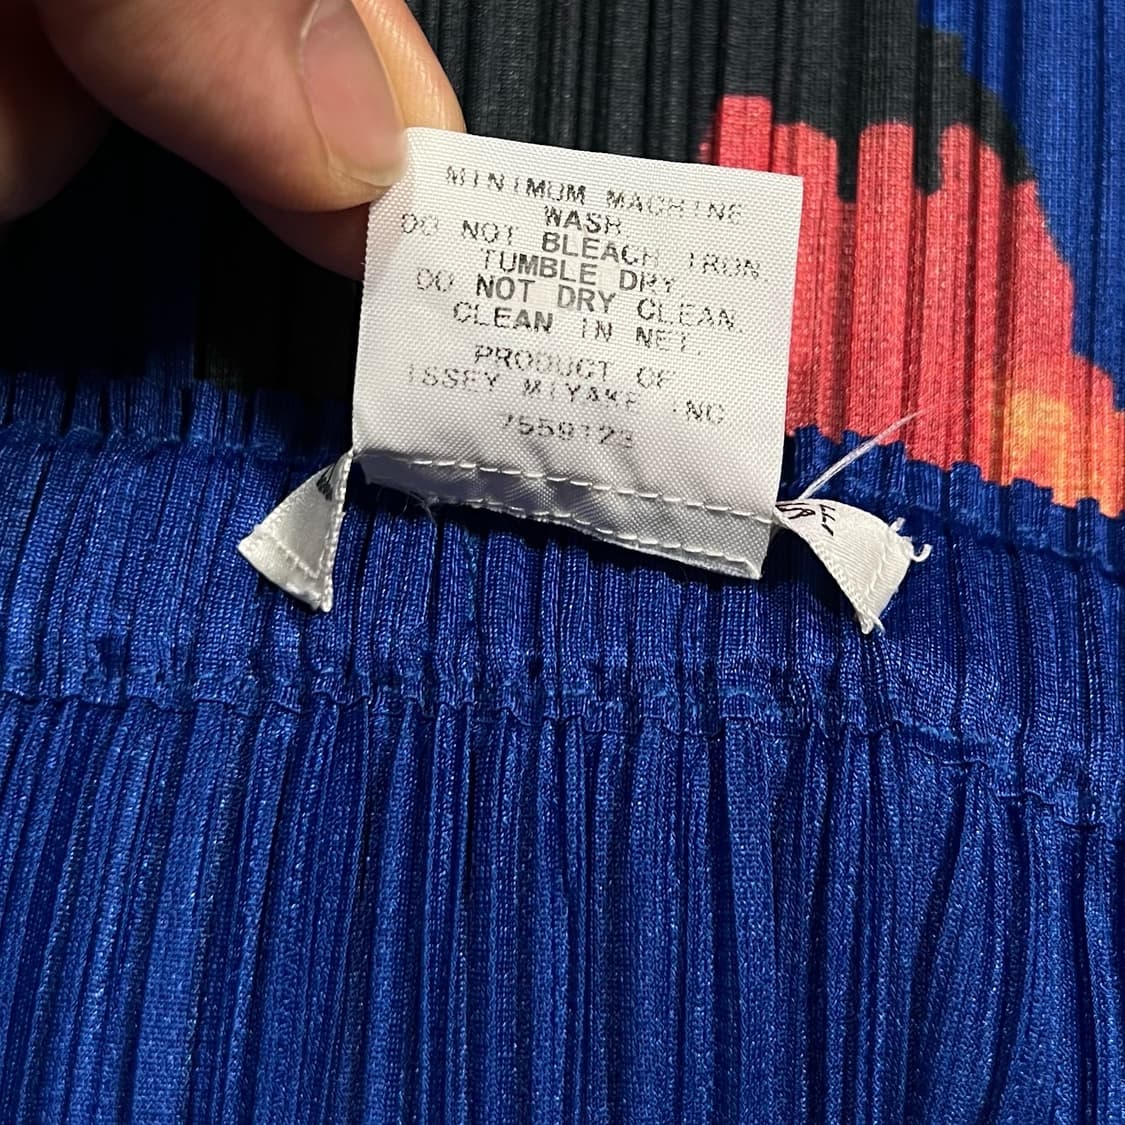 MINIMUM MACHINE
WASH
DO NOT BLEACH IRON.
TUMBLE DRY
DO NOT DRY CLEAN.
CLEAN IN NET.
PRODUCT OF
ISSEY MIYAKE INC
7559123